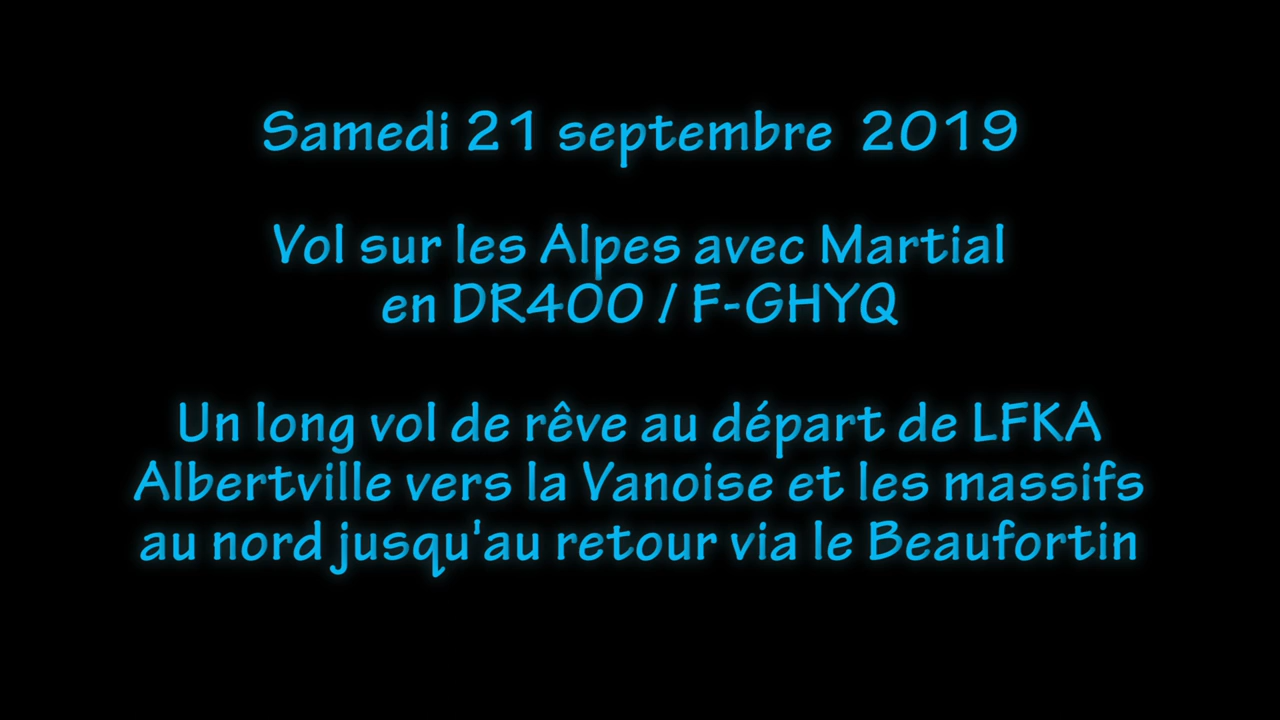 Samedi 21 septembre 2019
Vol sur les Alpes avec Martial
en DR400 / F-GHYQ
Un long vol de rêve au départ de LFKA
Albertville vers la Vanoise et les massifs
au nord jusqu'au retour via le Beaufortin